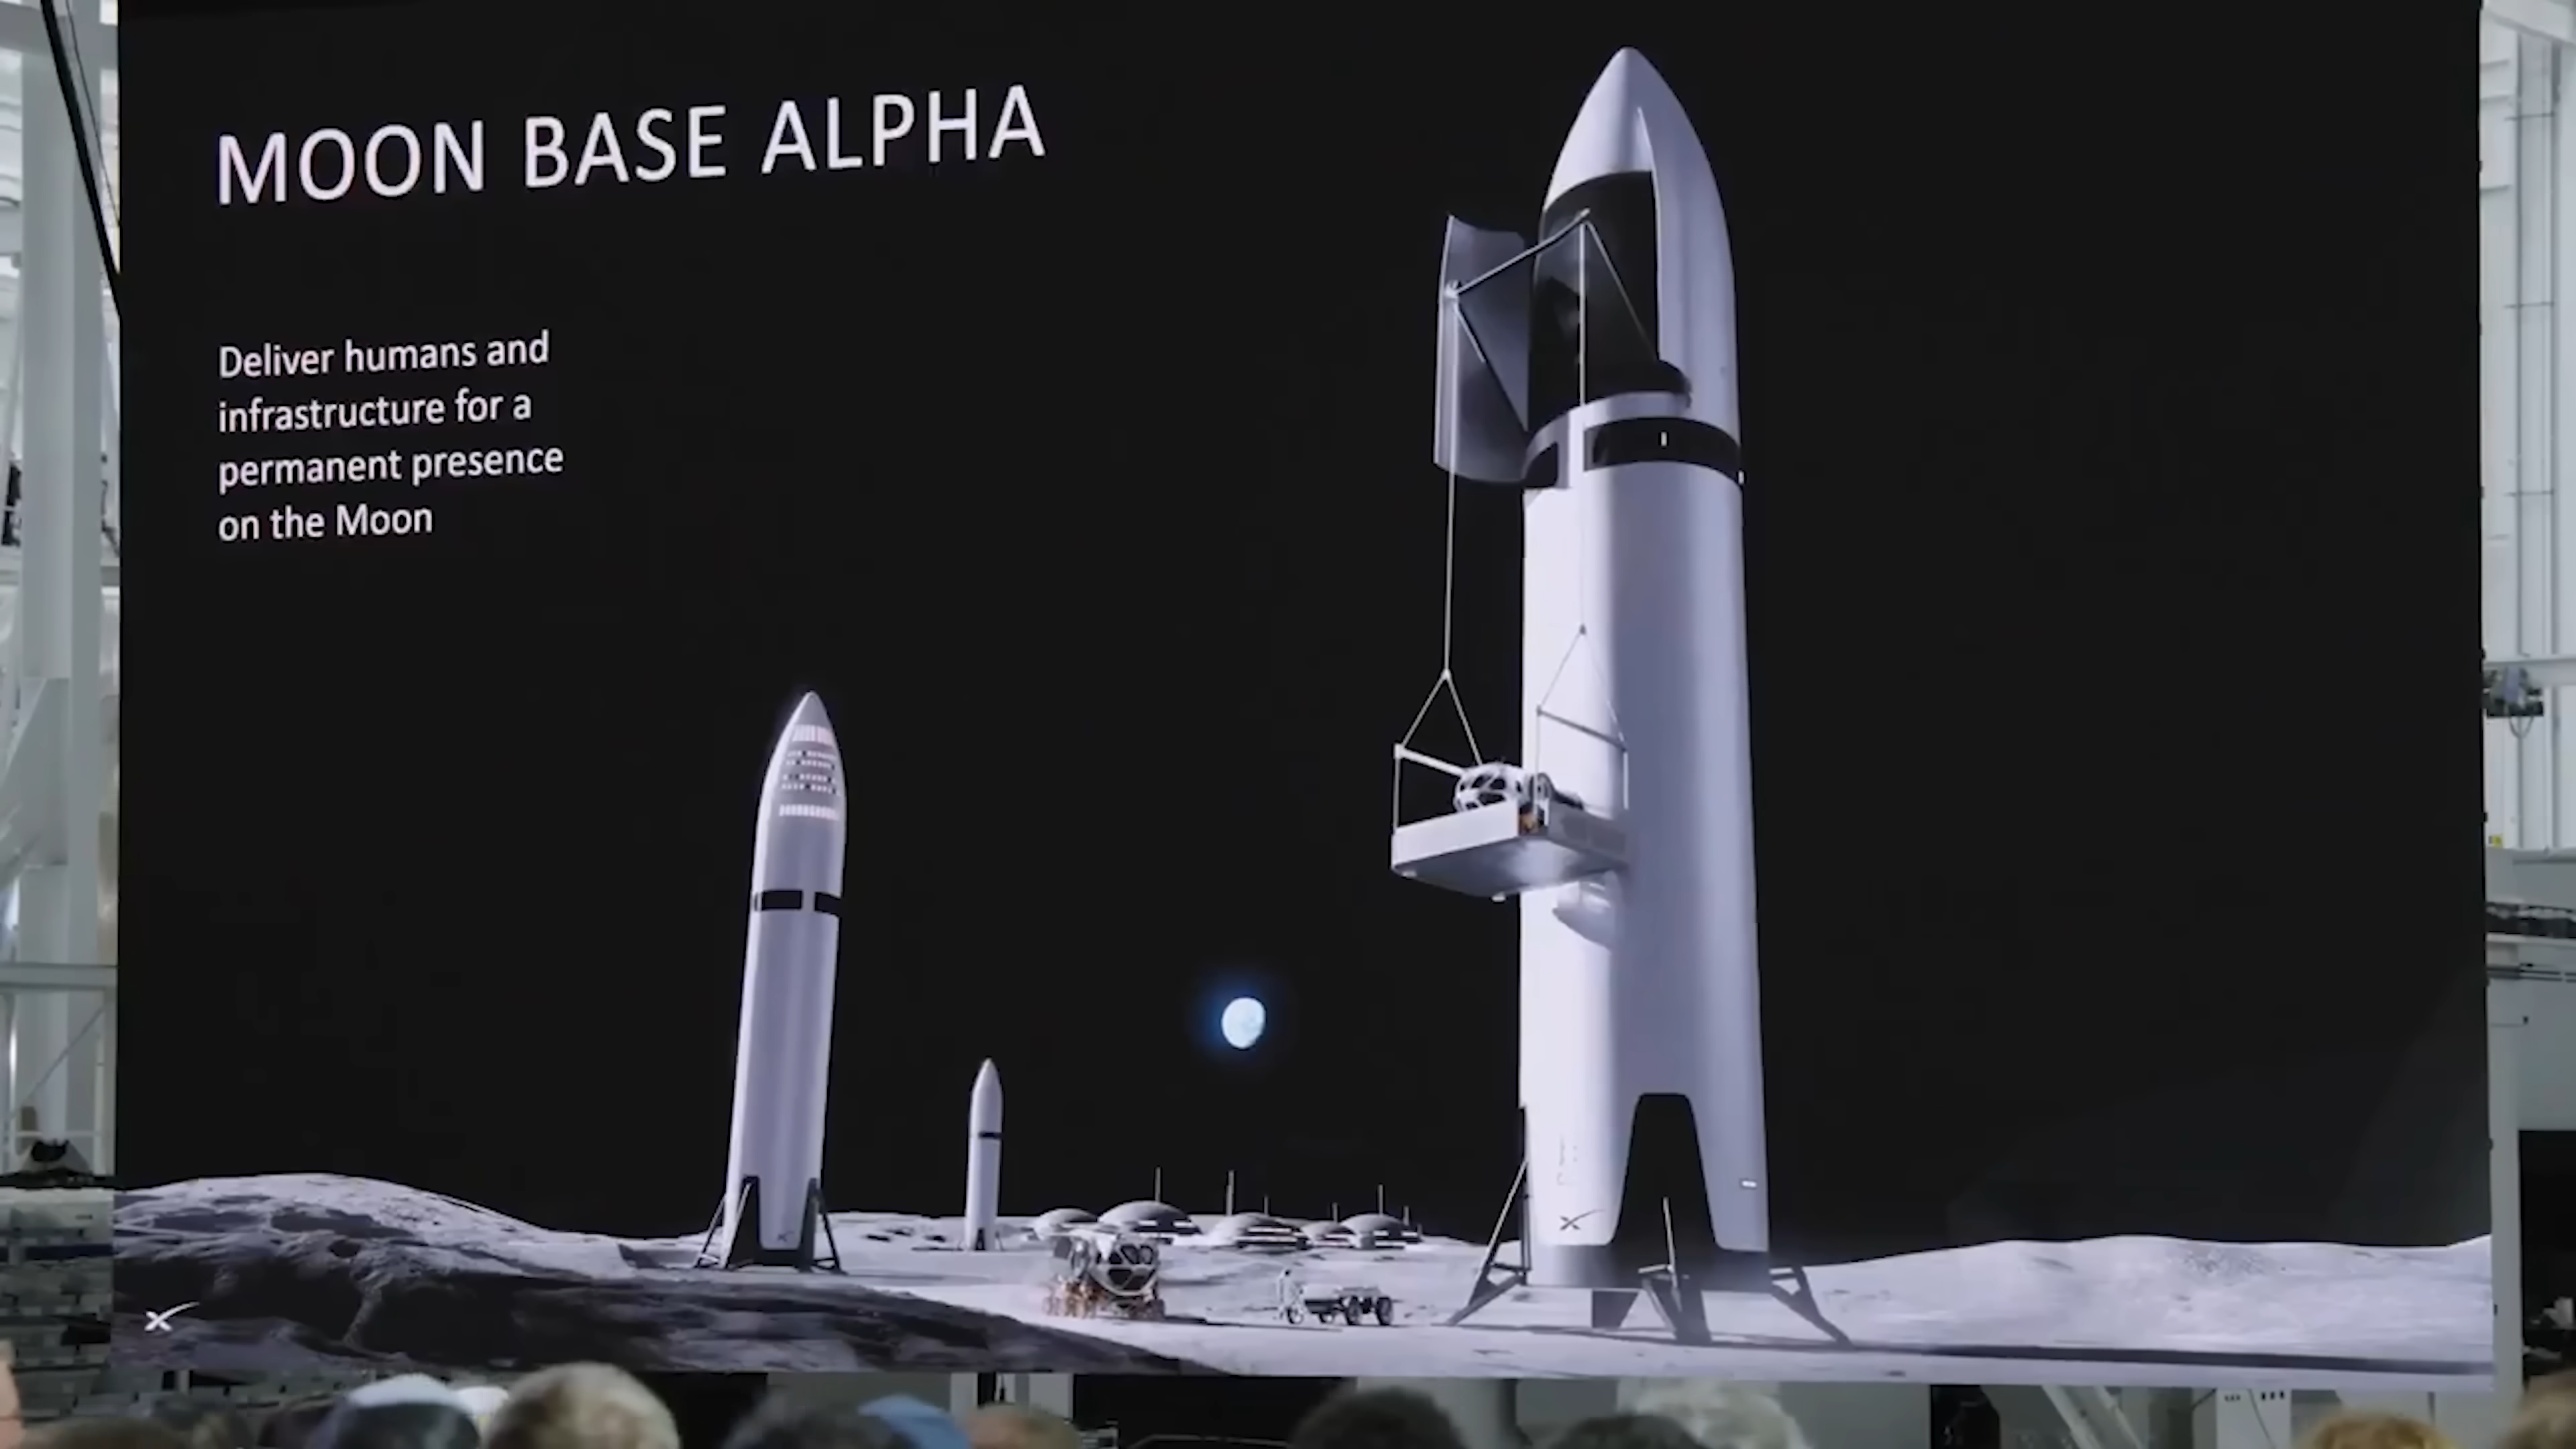 MOON BASE ALPHA
Deliver humans and
infrastructure for a
permanent presence
on the Moon